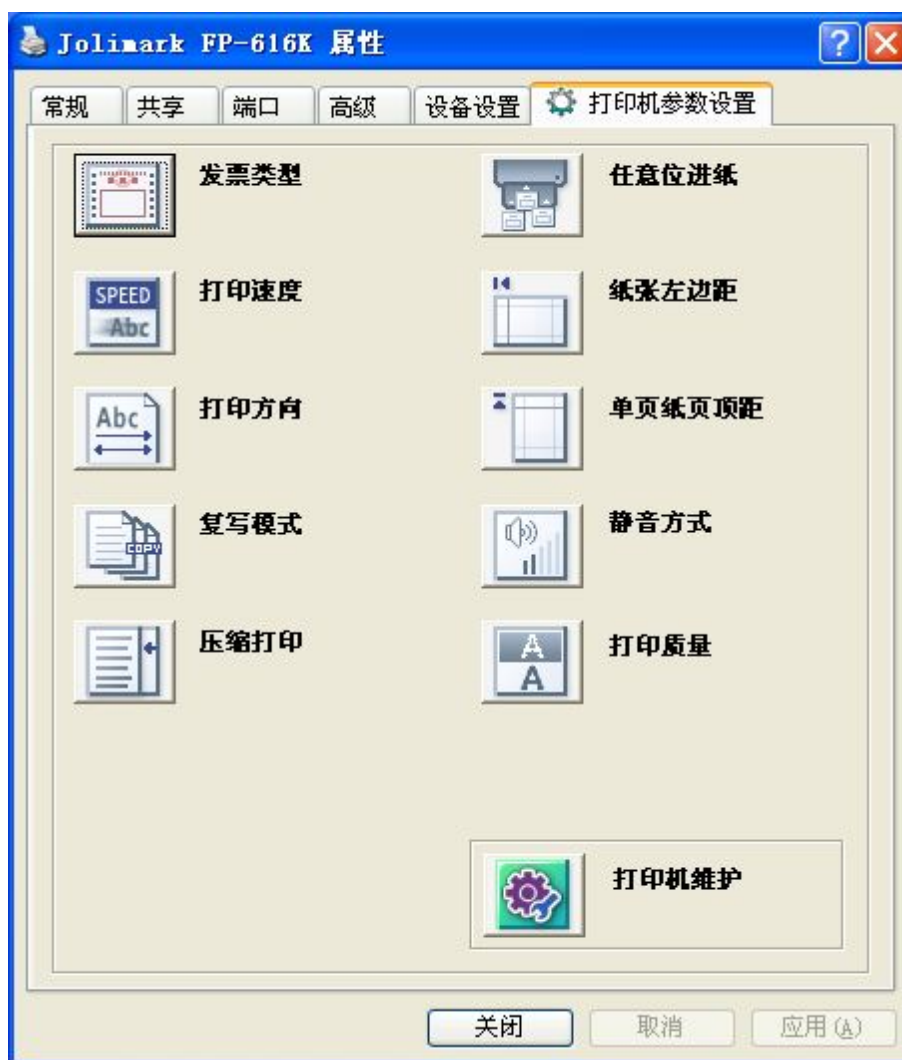 Jolimark FP-616K 属性
常规 共享 端口 高级 设备设置 打印机参数设置
发票类型 任意位进纸
SPEED Abc 打印速度 纸张左边距
Abc 打印方向 单页纸页顶距
COPY 复写模式 静音方式
压缩打印 A A 打印质量
打印机维护
关闭 取消 应用(A)